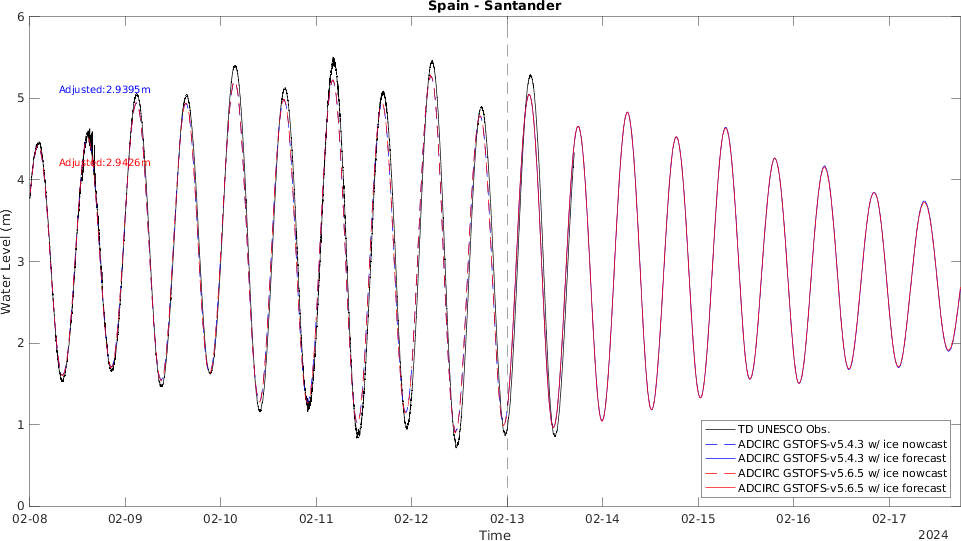 Spain - Santander
6
5
4
3
2
1
0
Water Level (m)
Adjusted:2.9395m
Adjusted:2.9426m
TD UNESCO Obs.
ADCIRC GSTOFS-v5.4.3 w/ ice nowcast
ADCIRC GSTOFS-v5.4.3 w/ ice forecast
ADCIRC GSTOFS-v5.6.5 w/ ice nowcast
ADCIRC GSTOFS-v5.6.5 w/ ice forecast
02-08 02-09 02-10 02-11 02-12 02-13 02-14 02-15 02-16 02-17
Time
2024